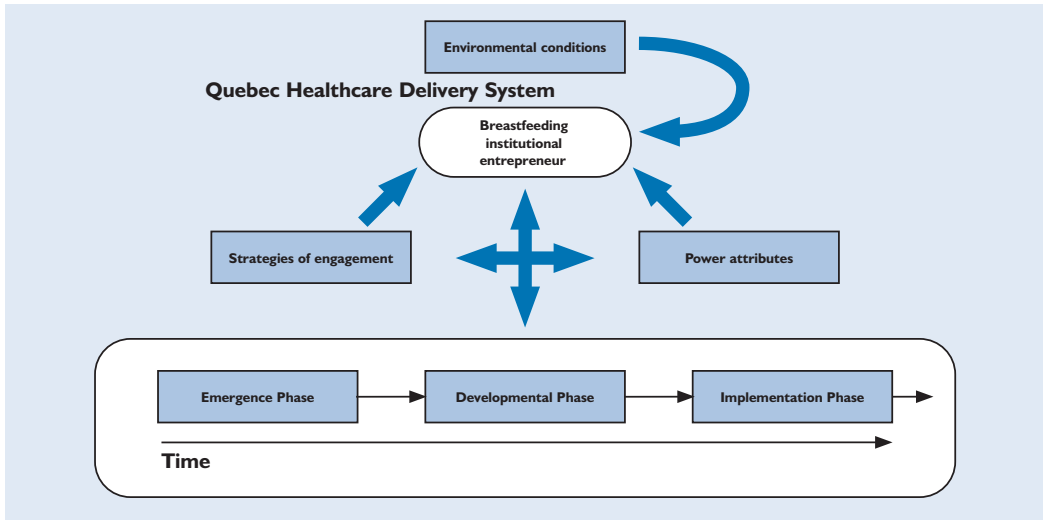 Environmental conditions
Quebec Healthcare Delivery System
Breastfeeding
institutional
entrepreneur
Strategies of engagement
Power attributes
Emergence Phase
Developmental Phase
Implementation Phase
Time